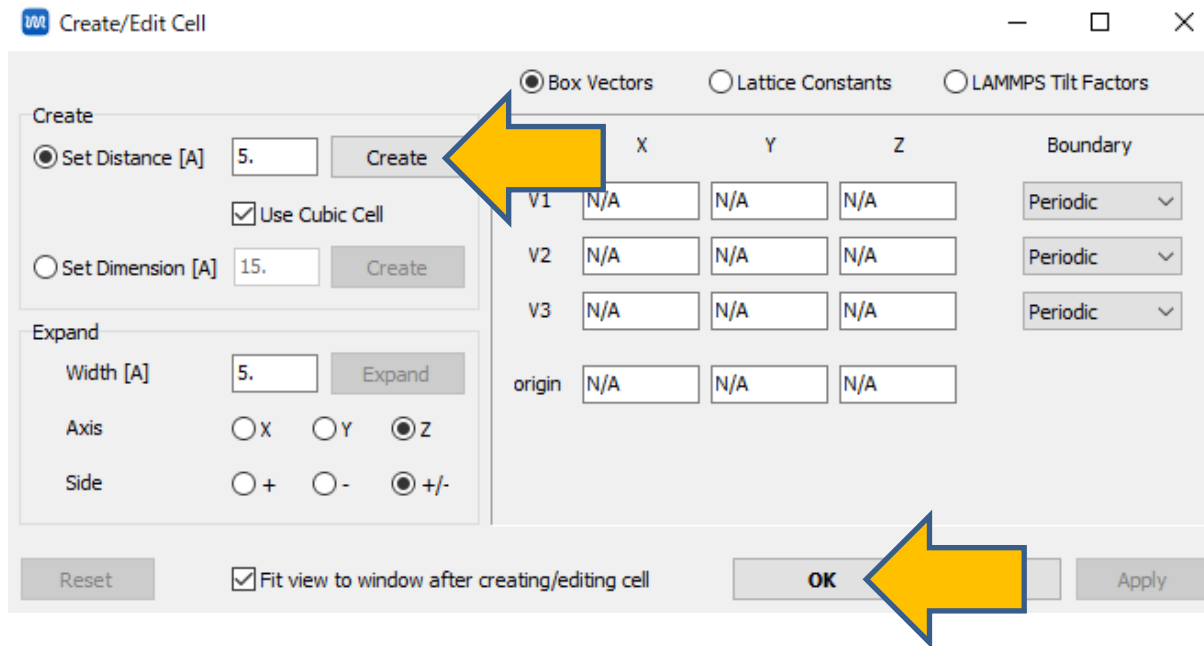 Create/Edit Cell
Box Vectors Lattice Constants LAMMPS Tilt Factors
Create
Set Distance [A] 5. Create
Use Cubic Cell
Set Dimension [A] 15. Create
Expand
Width [A] 5. Expand
Axis X Y Z
Side + - +/-
X Y Z Boundary
V1 N/A N/A N/A Periodic
V2 N/A N/A N/A Periodic
V3 N/A N/A N/A Periodic
origin N/A N/A N/A
Reset Fit view to window after creating/editing cell OK Apply